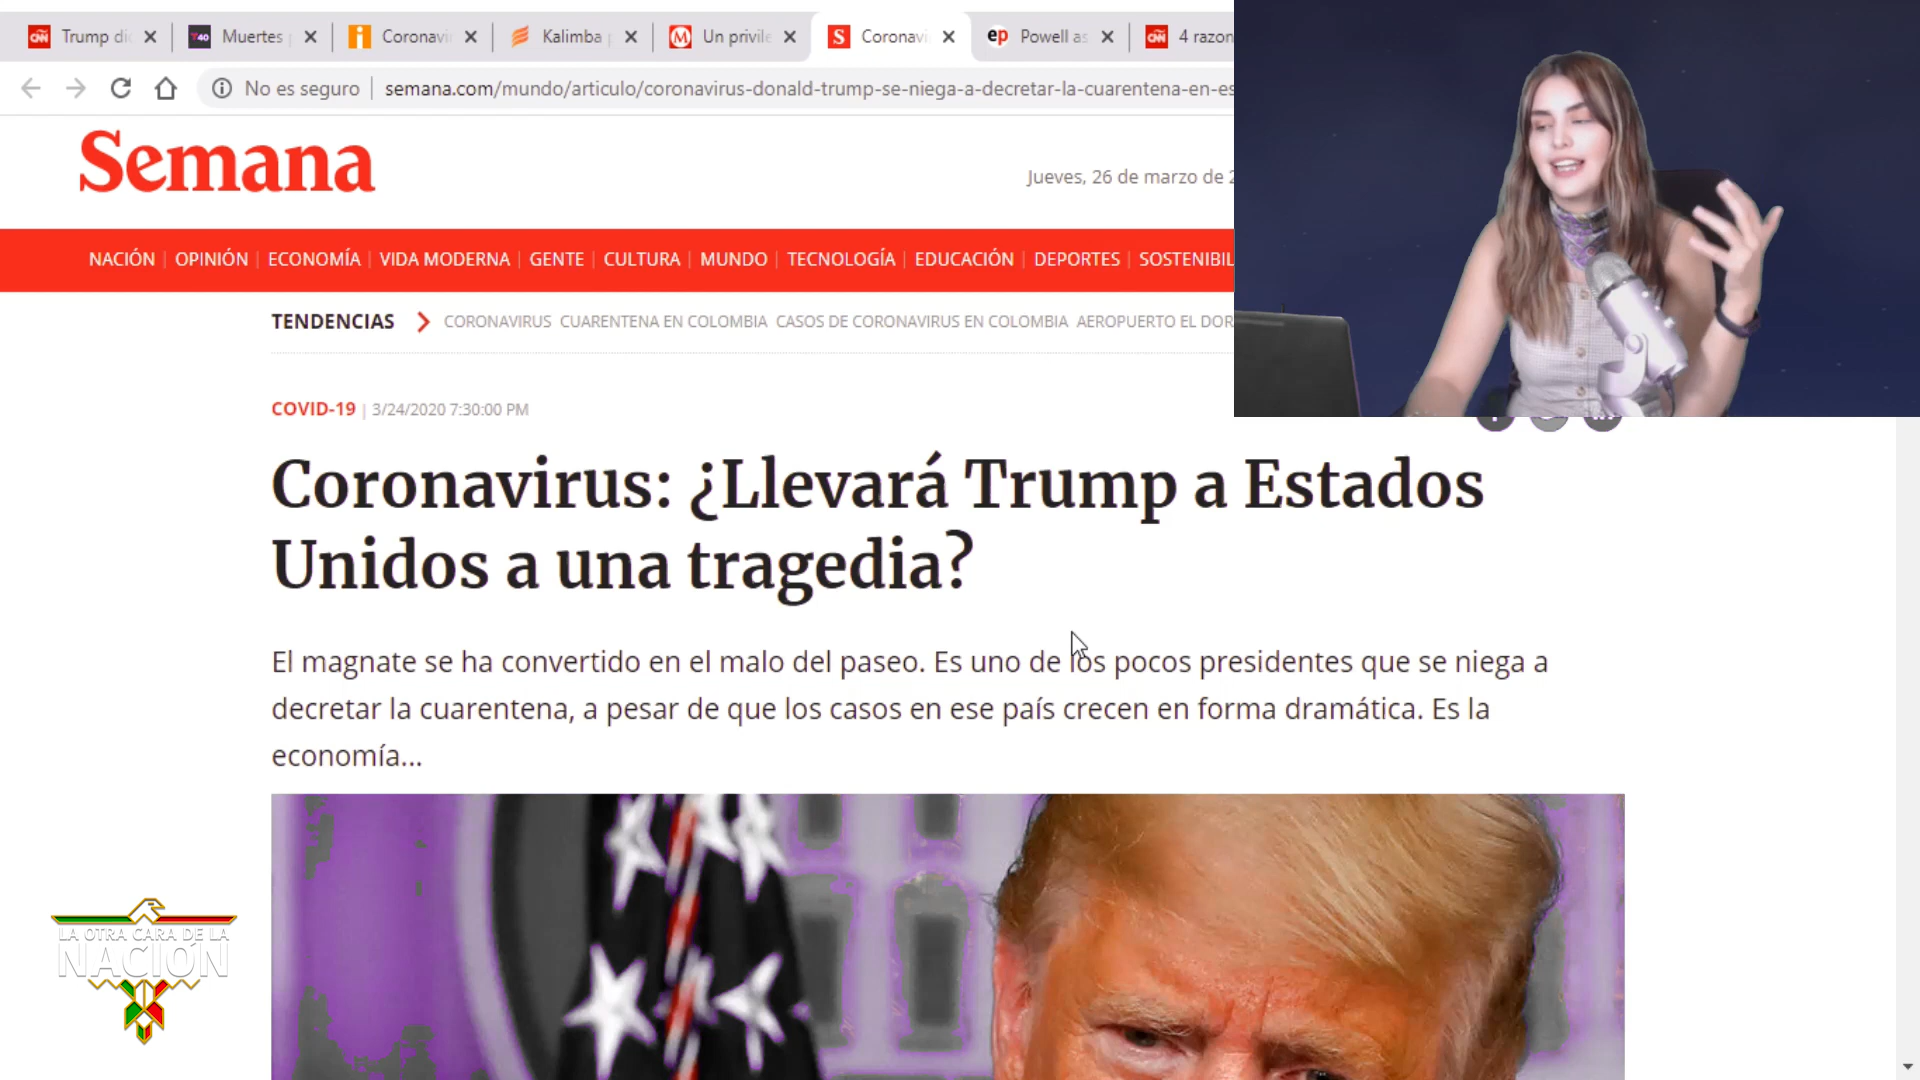 Trump di
Muertes
Coronavi
Kalimba
Un privile
Coronavi
ep
Powell as
4 razon
No es seguro
semana.com/mundo/articulo/coronavirus-donald-trump-se-niega-a-decretar-la-cuarentena-en-es
Semana
Jueves, 26 de marzo de 2
NACIÓN | OPINIÓN | ECONOMÍA | VIDA MODERNA | GENTE | CULTURA | MUNDO | TECNOLOGÍA | EDUCACIÓN | DEPORTES | SOSTENIBIL
TENDENCIAS CORONAVIRUS CUARENTENA EN COLOMBIA CASOS DE CORONAVIRUS EN COLOMBIA AEROPUERTO EL DOR
COVID-19 | 3/24/2020 7:30:00 PM
Coronavirus: ¿Llevará Trump a Estados
Unidos a una tragedia?
El magnate se ha convertido en el malo del paseo. Es uno de los pocos presidentes que se niega a
decretar la cuarentena, a pesar de que los casos en ese país crecen en forma dramática. Es la
economía...
LA OTRA CARA DE LA
NACIÓN